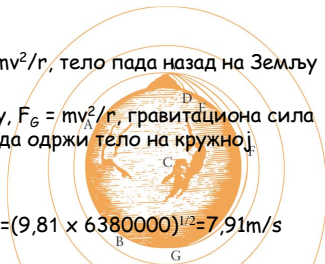 mv²/r, тело пада назад на Земљу
D
E
у, F_G = mv²/r, гравитациона сила
A
да одржи тело на кружној
F
C
=(9,81 x 6380000)^1/2=7,91m/s
B
G